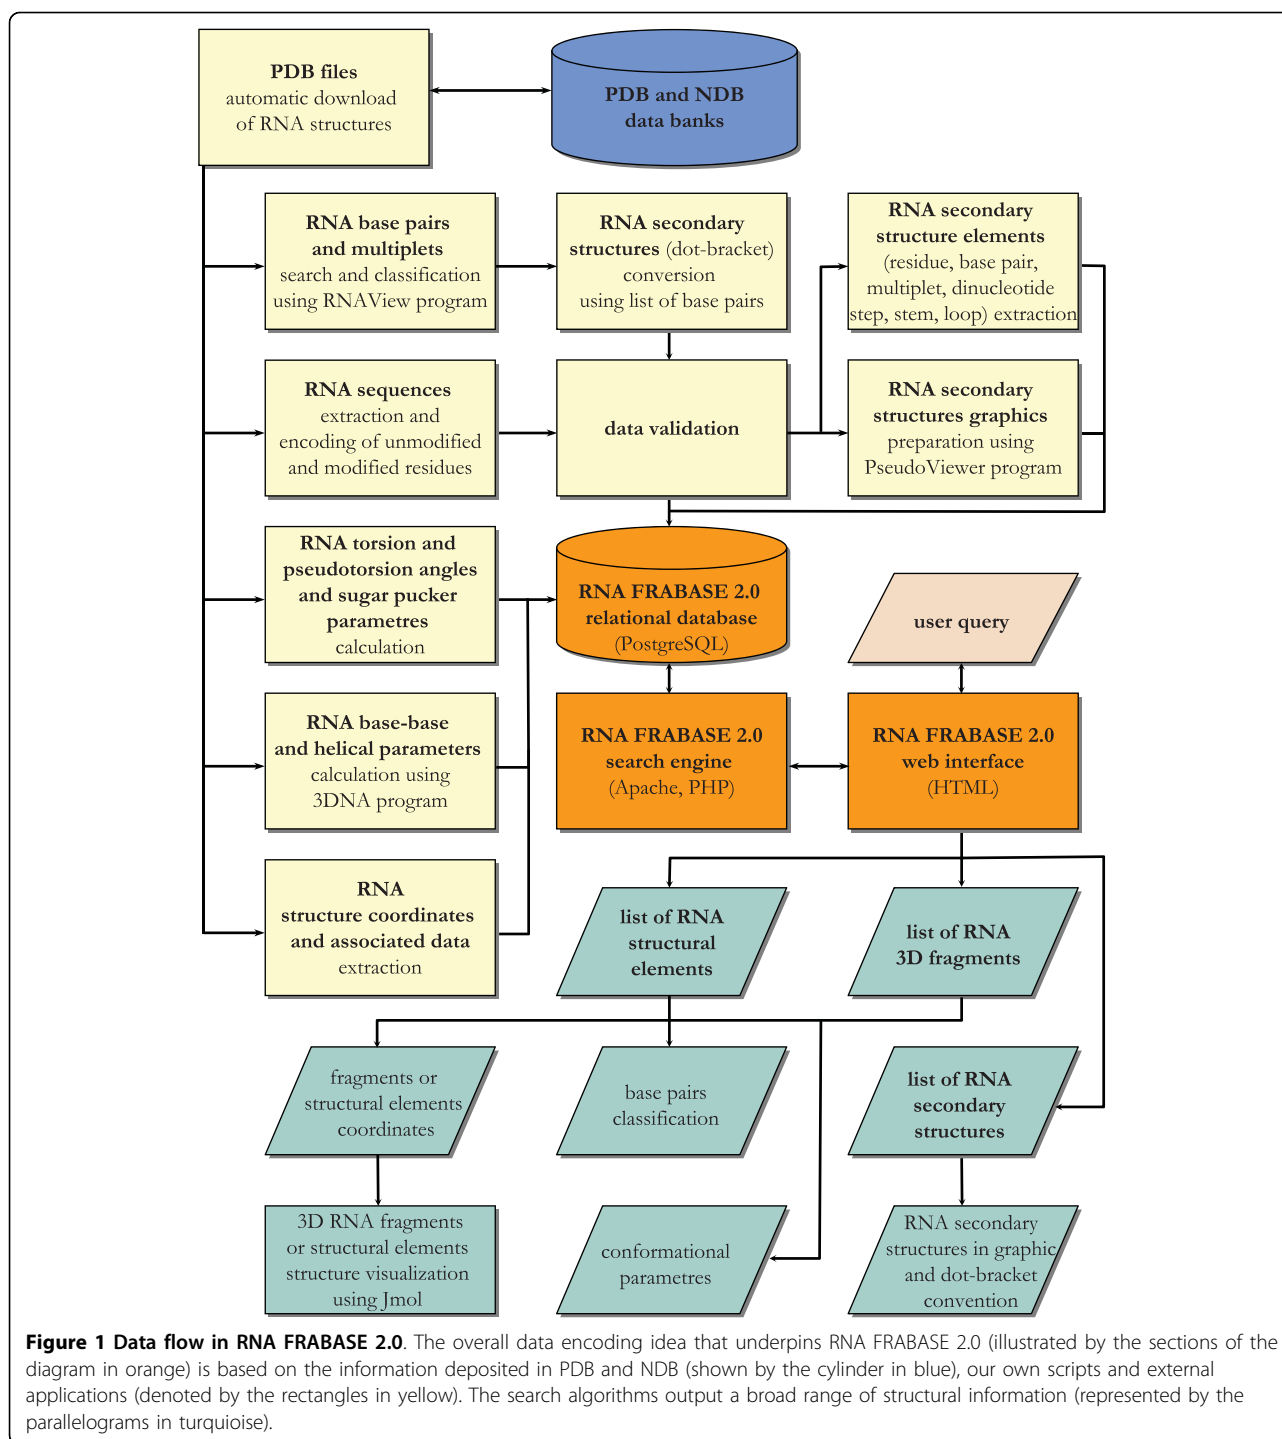 PDB files
automatic download
of RNA structures
PDB and NDB
data banks
RNA base pairs
and multiplets
search and classification
using RNAView program
RNA secondary
structures (dot-bracket)
conversion
using list of base pairs
RNA secondary
structure elements
(residue, base pair,
multiplet, dinucleotide
step, stem, loop) extraction
RNA sequences
extraction and
encoding of unmodified
and modified residues
data validation
RNA secondary
structures graphics
preparation using
PseudoViewer program
RNA torsion and
pseudotorsion angles
and sugar pucker
parametres
calculation
RNA FRABASE 2.0
relational database
(PostgreSQL)
user query
RNA base-base
and helical parameters
calculation using
3DNA program
RNA FRABASE 2.0
search engine
(Apache, PHP)
RNA FRABASE 2.0
web interface
(HTML)
RNA
structure coordinates
and associated data
extraction
list of RNA
structural
elements
list of RNA
3D fragments
fragments or
structural elements
coordinates
base pairs
classification
list of RNA
secondary
structures
3D RNA fragments
or structural elements
structure visualization
using Jmol
conformational
parametres
RNA secondary
structures in graphic
and dot-bracket
convention
Figure 1 Data flow in RNA FRABASE 2.0. The overall data encoding idea that underpins RNA FRABASE 2.0 (illustrated by the sections of the
diagram in orange) is based on the information deposited in PDB and NDB (shown by the cylinder in blue), our own scripts and external
applications (denoted by the rectangles in yellow). The search algorithms output a broad range of structural information (represented by the
parallelograms in turquioise).